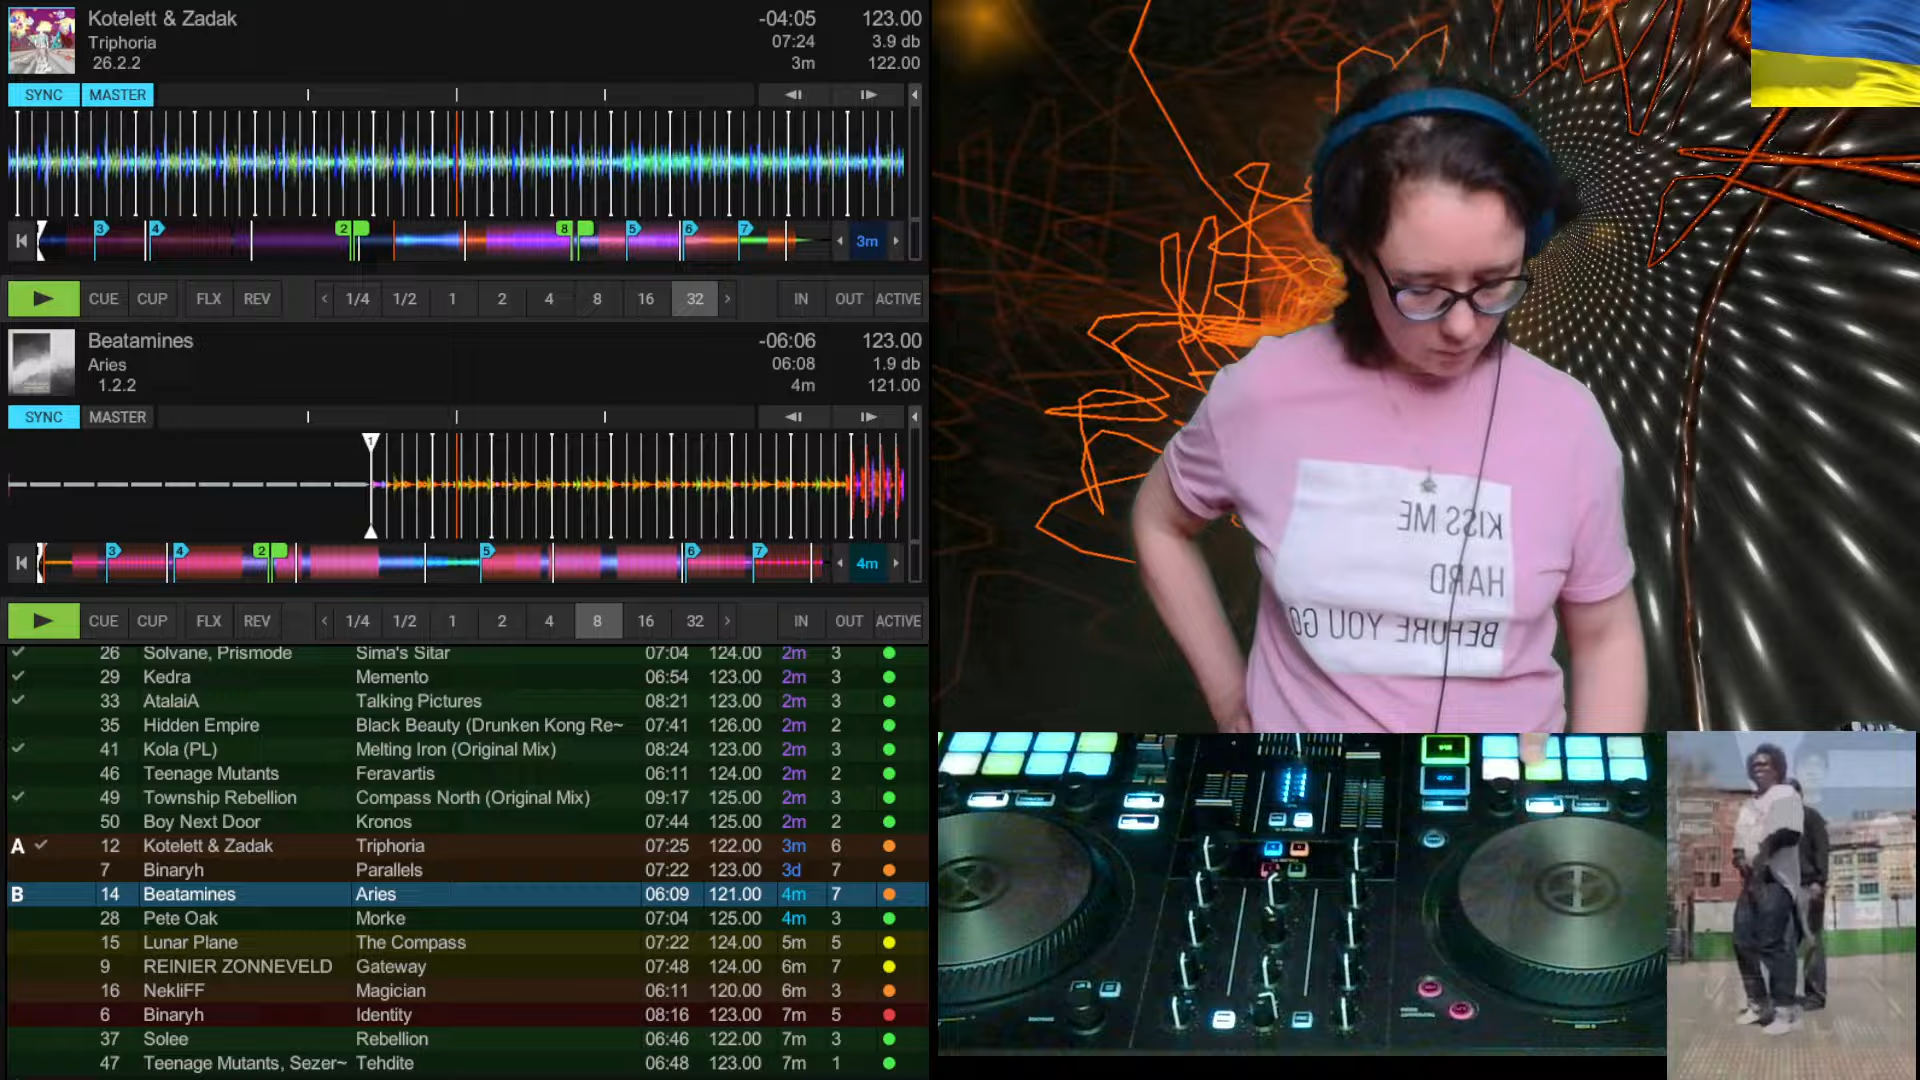 Kotelett & Zadak -04:05 123.00
Triphoria 07:24 3.9 db
26.2.2 3m 122.00
SYNC MASTER
3 4 2 8 5 6 7 3m
CUE CUP FLX REV 1/4 1/2 1 2 4 8 16 32 IN OUT ACTIVE
Beatamines -06:06 123.00
Aries 06:08 1.9 db
1.2.2 4m 121.00
SYNC MASTER
1
3 4 2 5 6 7 4m
CUE CUP FLX REV 1/4 1/2 1 2 4 8 16 32 IN OUT ACTIVE
26 Solvane, Prismode Sima's Sitar 07:04 124.00 2m 3
29 Kedra Memento 06:54 123.00 2m 3
33 AtalaiA Talking Pictures 08:21 123.00 2m 3
35 Hidden Empire Black Beauty (Drunken Kong Re~ 07:41 126.00 2m 2
41 Kola (PL) Melting Iron (Original Mix) 08:24 123.00 2m 3
46 Teenage Mutants Feravartis 06:11 124.00 2m 2
49 Township Rebellion Compass North (Original Mix) 09:17 125.00 2m 3
50 Boy Next Door Kronos 07:44 125.00 2m 2
A 12 Kotelett & Zadak Triphoria 07:25 122.00 3m 6
7 Binaryh Parallels 07:22 123.00 3d 7
B 14 Beatamines Aries 06:09 121.00 4m 7
28 Pete Oak Morke 07:04 125.00 4m 3
15 Lunar Plane The Compass 07:22 124.00 5m 5
9 REINIER ZONNEVELD Gateway 07:48 124.00 6m 7
16 NekliFF Magician 06:11 120.00 6m 3
6 Binaryh Identity 08:16 123.00 7m 5
37 Solee Rebellion 06:46 122.00 7m 3
47 Teenage Mutants, Sezer~ Tehdite 06:48 123.00 7m 1
KISS ME
HARD
BEFORE YOU GO